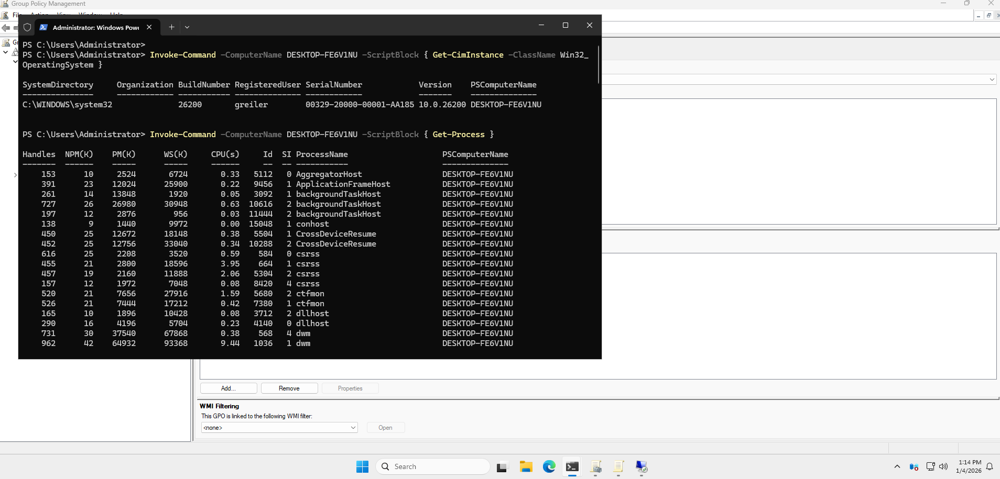 Group Policy Management
Administrator: Windows Powe
PS C:\Users\Administrator>
PS C:\Users\Administrator> Invoke-Command -ComputerName DESKTOP-FE6V1NU -ScriptBlock { Get-CimInstance -ClassName Win32_
OperatingSystem }
SystemDirectory Organization BuildNumber RegisteredUser SerialNumber Version PSComputerName
--------------- ------------ ----------- -------------- ------------ ------- --------------
C:\WINDOWS\system32 26200 greiler 00329-20000-00001-AA185 10.0.26200 DESKTOP-FE6V1NU
PS C:\Users\Administrator> Invoke-Command -ComputerName DESKTOP-FE6V1NU -ScriptBlock { Get-Process }
Handles NPM(K) PM(K) WS(K) CPU(s) Id SI ProcessName PSComputerName
------- ------ ----- ----- ------ -- -- ----------- --------------
153 10 2524 6724 0.33 5112 0 AggregatorHost DESKTOP-FE6V1NU
391 23 12024 25900 0.22 9456 1 ApplicationFrameHost DESKTOP-FE6V1NU
261 14 13848 1920 0.05 3092 1 backgroundTaskHost DESKTOP-FE6V1NU
727 26 26980 30948 0.63 10616 2 backgroundTaskHost DESKTOP-FE6V1NU
197 12 2876 956 0.03 11444 2 backgroundTaskHost DESKTOP-FE6V1NU
138 9 1440 9972 0.00 15048 1 conhost DESKTOP-FE6V1NU
450 25 12672 18148 0.38 5504 1 CrossDeviceResume DESKTOP-FE6V1NU
452 25 12756 33040 0.34 10288 2 CrossDeviceResume DESKTOP-FE6V1NU
616 25 2208 3520 0.59 584 0 csrss DESKTOP-FE6V1NU
455 21 2800 18596 3.95 664 1 csrss DESKTOP-FE6V1NU
457 19 2160 11888 2.06 5304 2 csrss DESKTOP-FE6V1NU
157 12 1972 7048 0.08 8420 4 csrss DESKTOP-FE6V1NU
520 21 7656 27916 1.59 5680 2 ctfmon DESKTOP-FE6V1NU
526 21 7444 17212 0.42 7380 1 ctfmon DESKTOP-FE6V1NU
165 10 1896 10428 0.08 3712 2 dllhost DESKTOP-FE6V1NU
290 16 4196 5704 0.23 4140 0 dllhost DESKTOP-FE6V1NU
731 30 37540 67868 0.38 568 4 dwm DESKTOP-FE6V1NU
962 42 64932 93368 9.44 1036 1 dwm DESKTOP-FE6V1NU
Add... Remove Properties
WMI Filtering
This GPO is linked to the following WMI filter:
<none> Open
Search
1:14 PM
1/4/2026